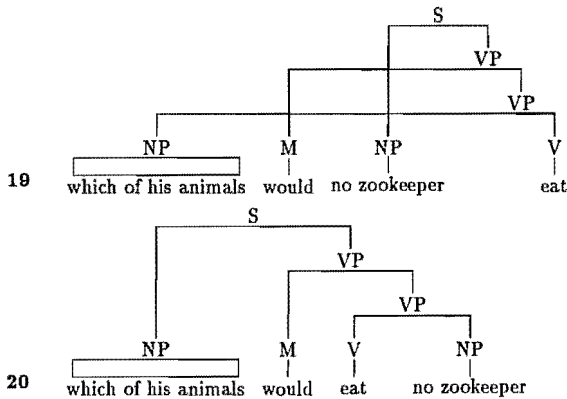 S
VP
VP
NP M NP V
19 which of his animals would no zookeeper eat
S
VP
VP
NP M V NP
20 which of his animals would eat no zookeeper